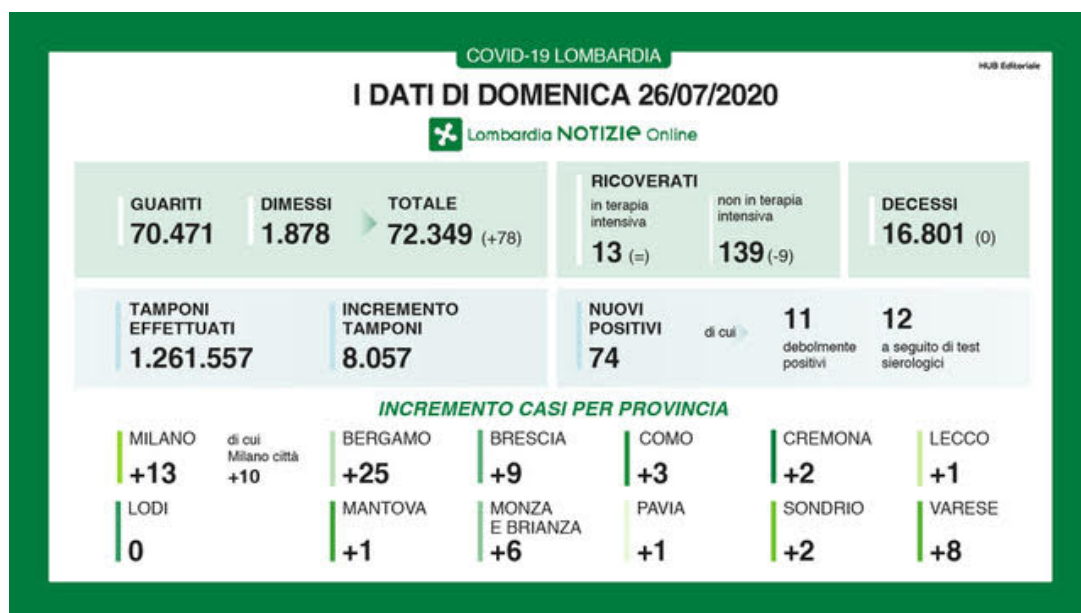 COVID-19 LOMBARDIA
HUB Editoriale
I DATI DI DOMENICA 26/07/2020
Lombardia NOTIZIE Online
GUARITI
70.471
DIMESSI
1.878
TOTALE
72.349 (+78)
RICOVERATI
in terapia
intensiva
13 (=)
non in terapia
intensiva
139 (-9)
DECESSI
16.801 (0)
TAMPONI
EFFETTUATI
1.261.557
INCREMENTO
TAMPONI
8.057
NUOVI
POSITIVI
74
di cui
11
debolmente
positivi
12
a seguito di test
sierologici
INCREMENTO CASI PER PROVINCIA
MILANO
+13
di cui
Milano città
+10
BERGAMO
+25
BRESCIA
+9
COMO
+3
CREMONA
+2
LECCO
+1
LODI
0
MANTOVA
+1
MONZA
E BRIANZA
+6
PAVIA
+1
SONDRIO
+2
VARESE
+8